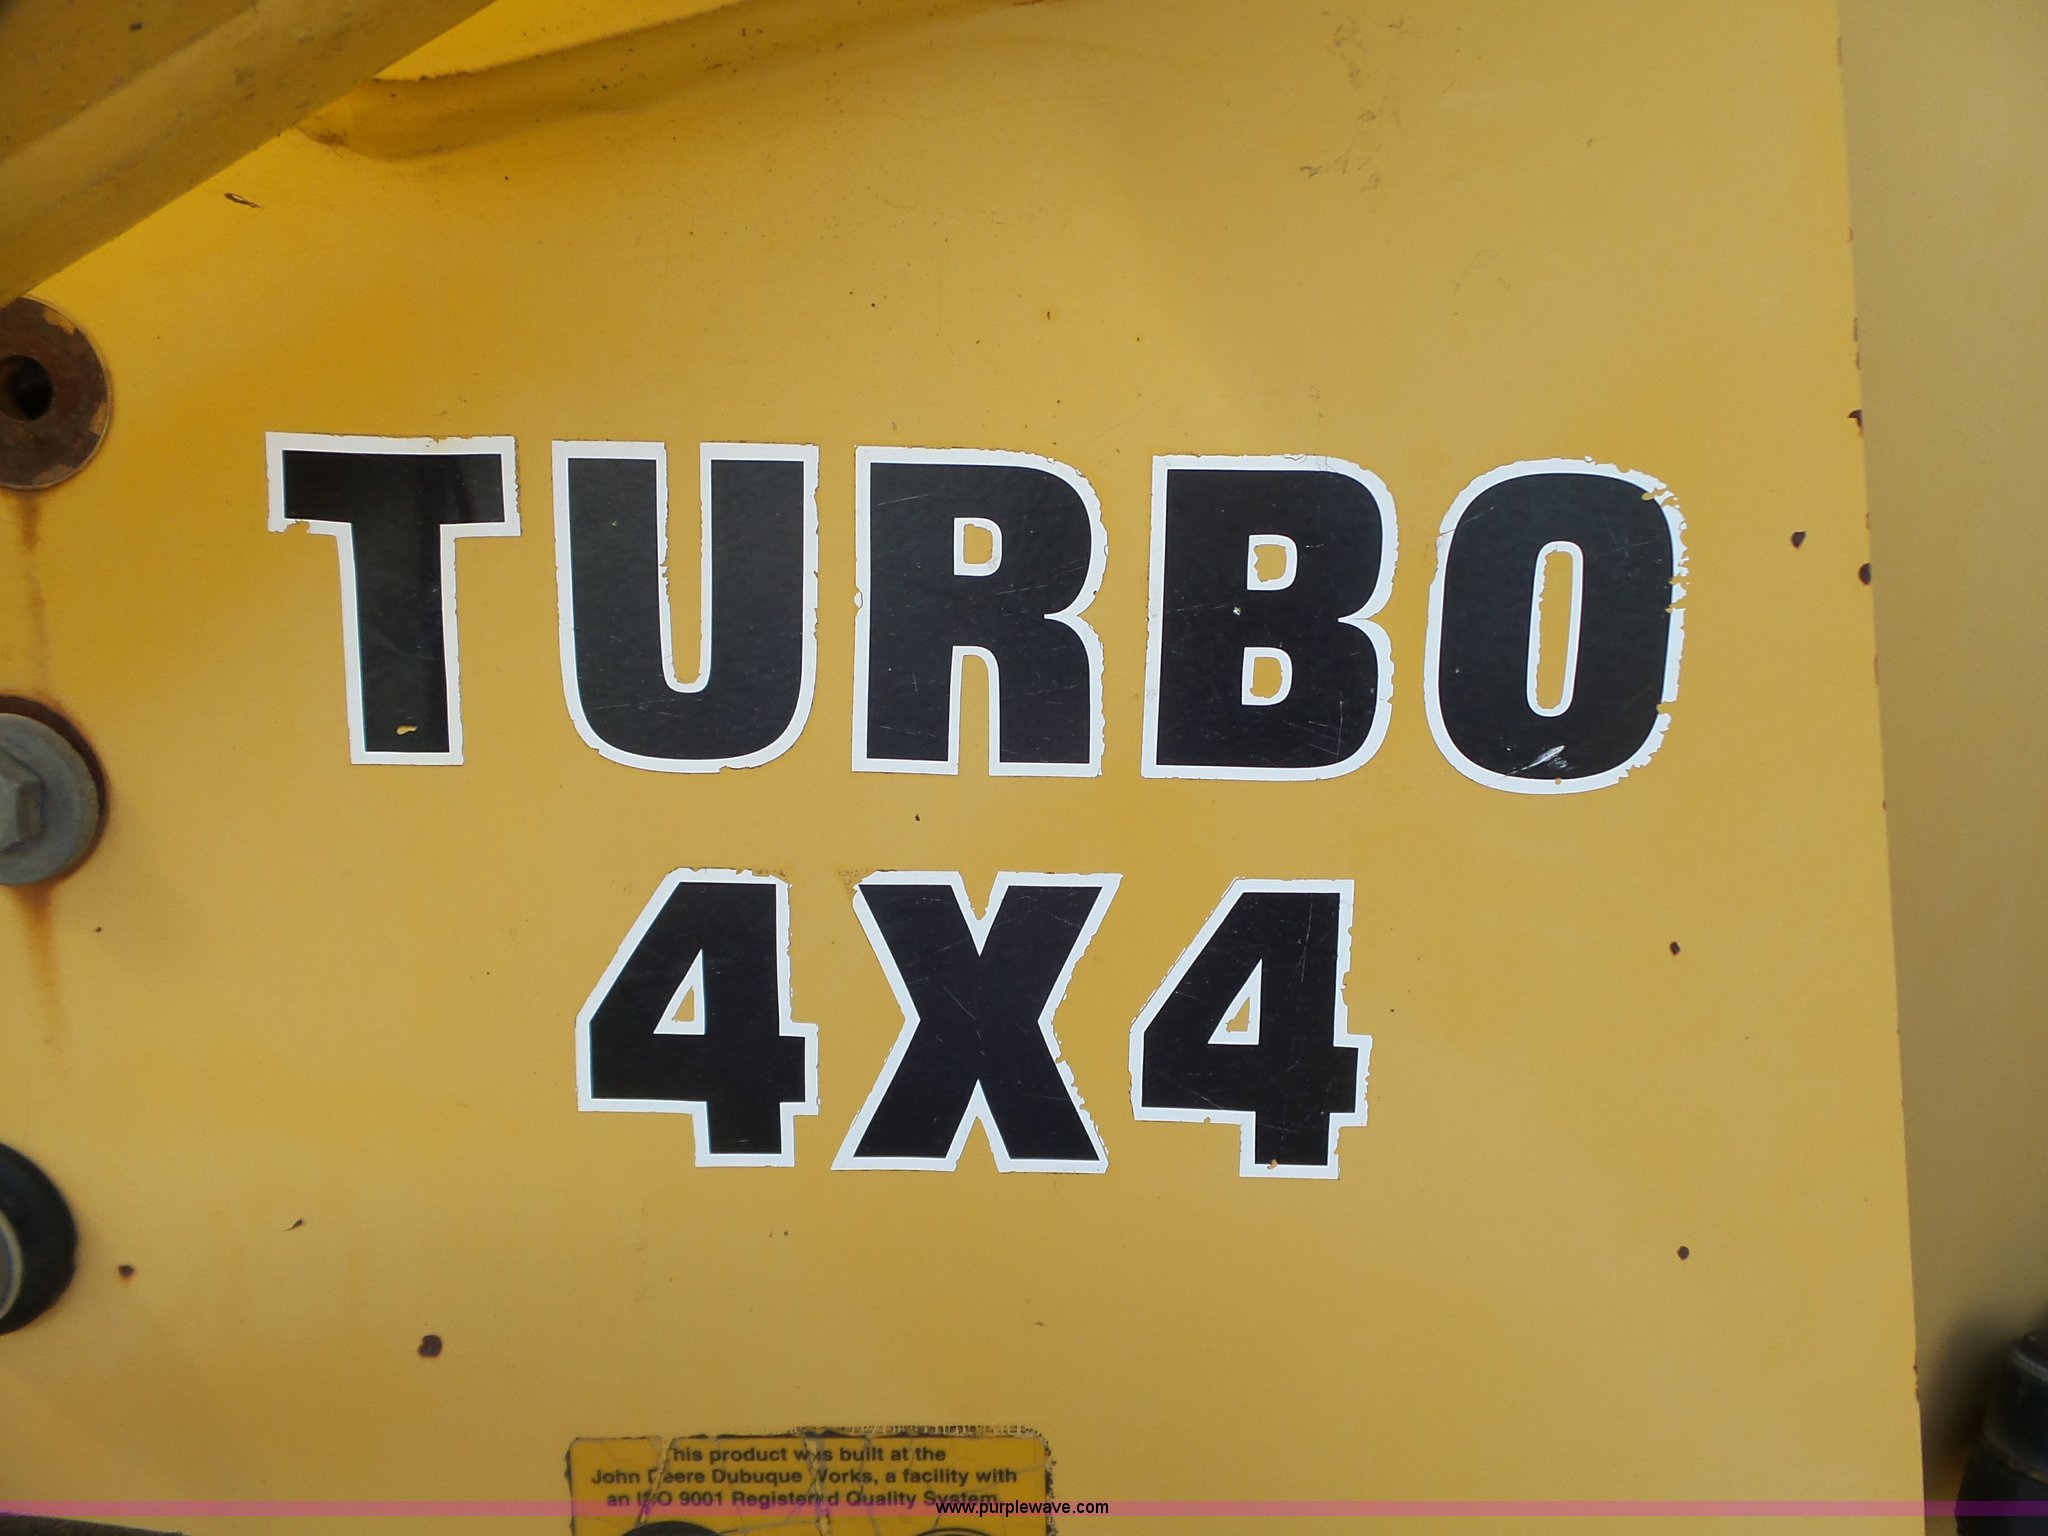 TURBO
4X4
This product was built at the
John Deere Dubuque Works, a facility with
an ISO 9001 Registered Quality System
www.purplewave.com